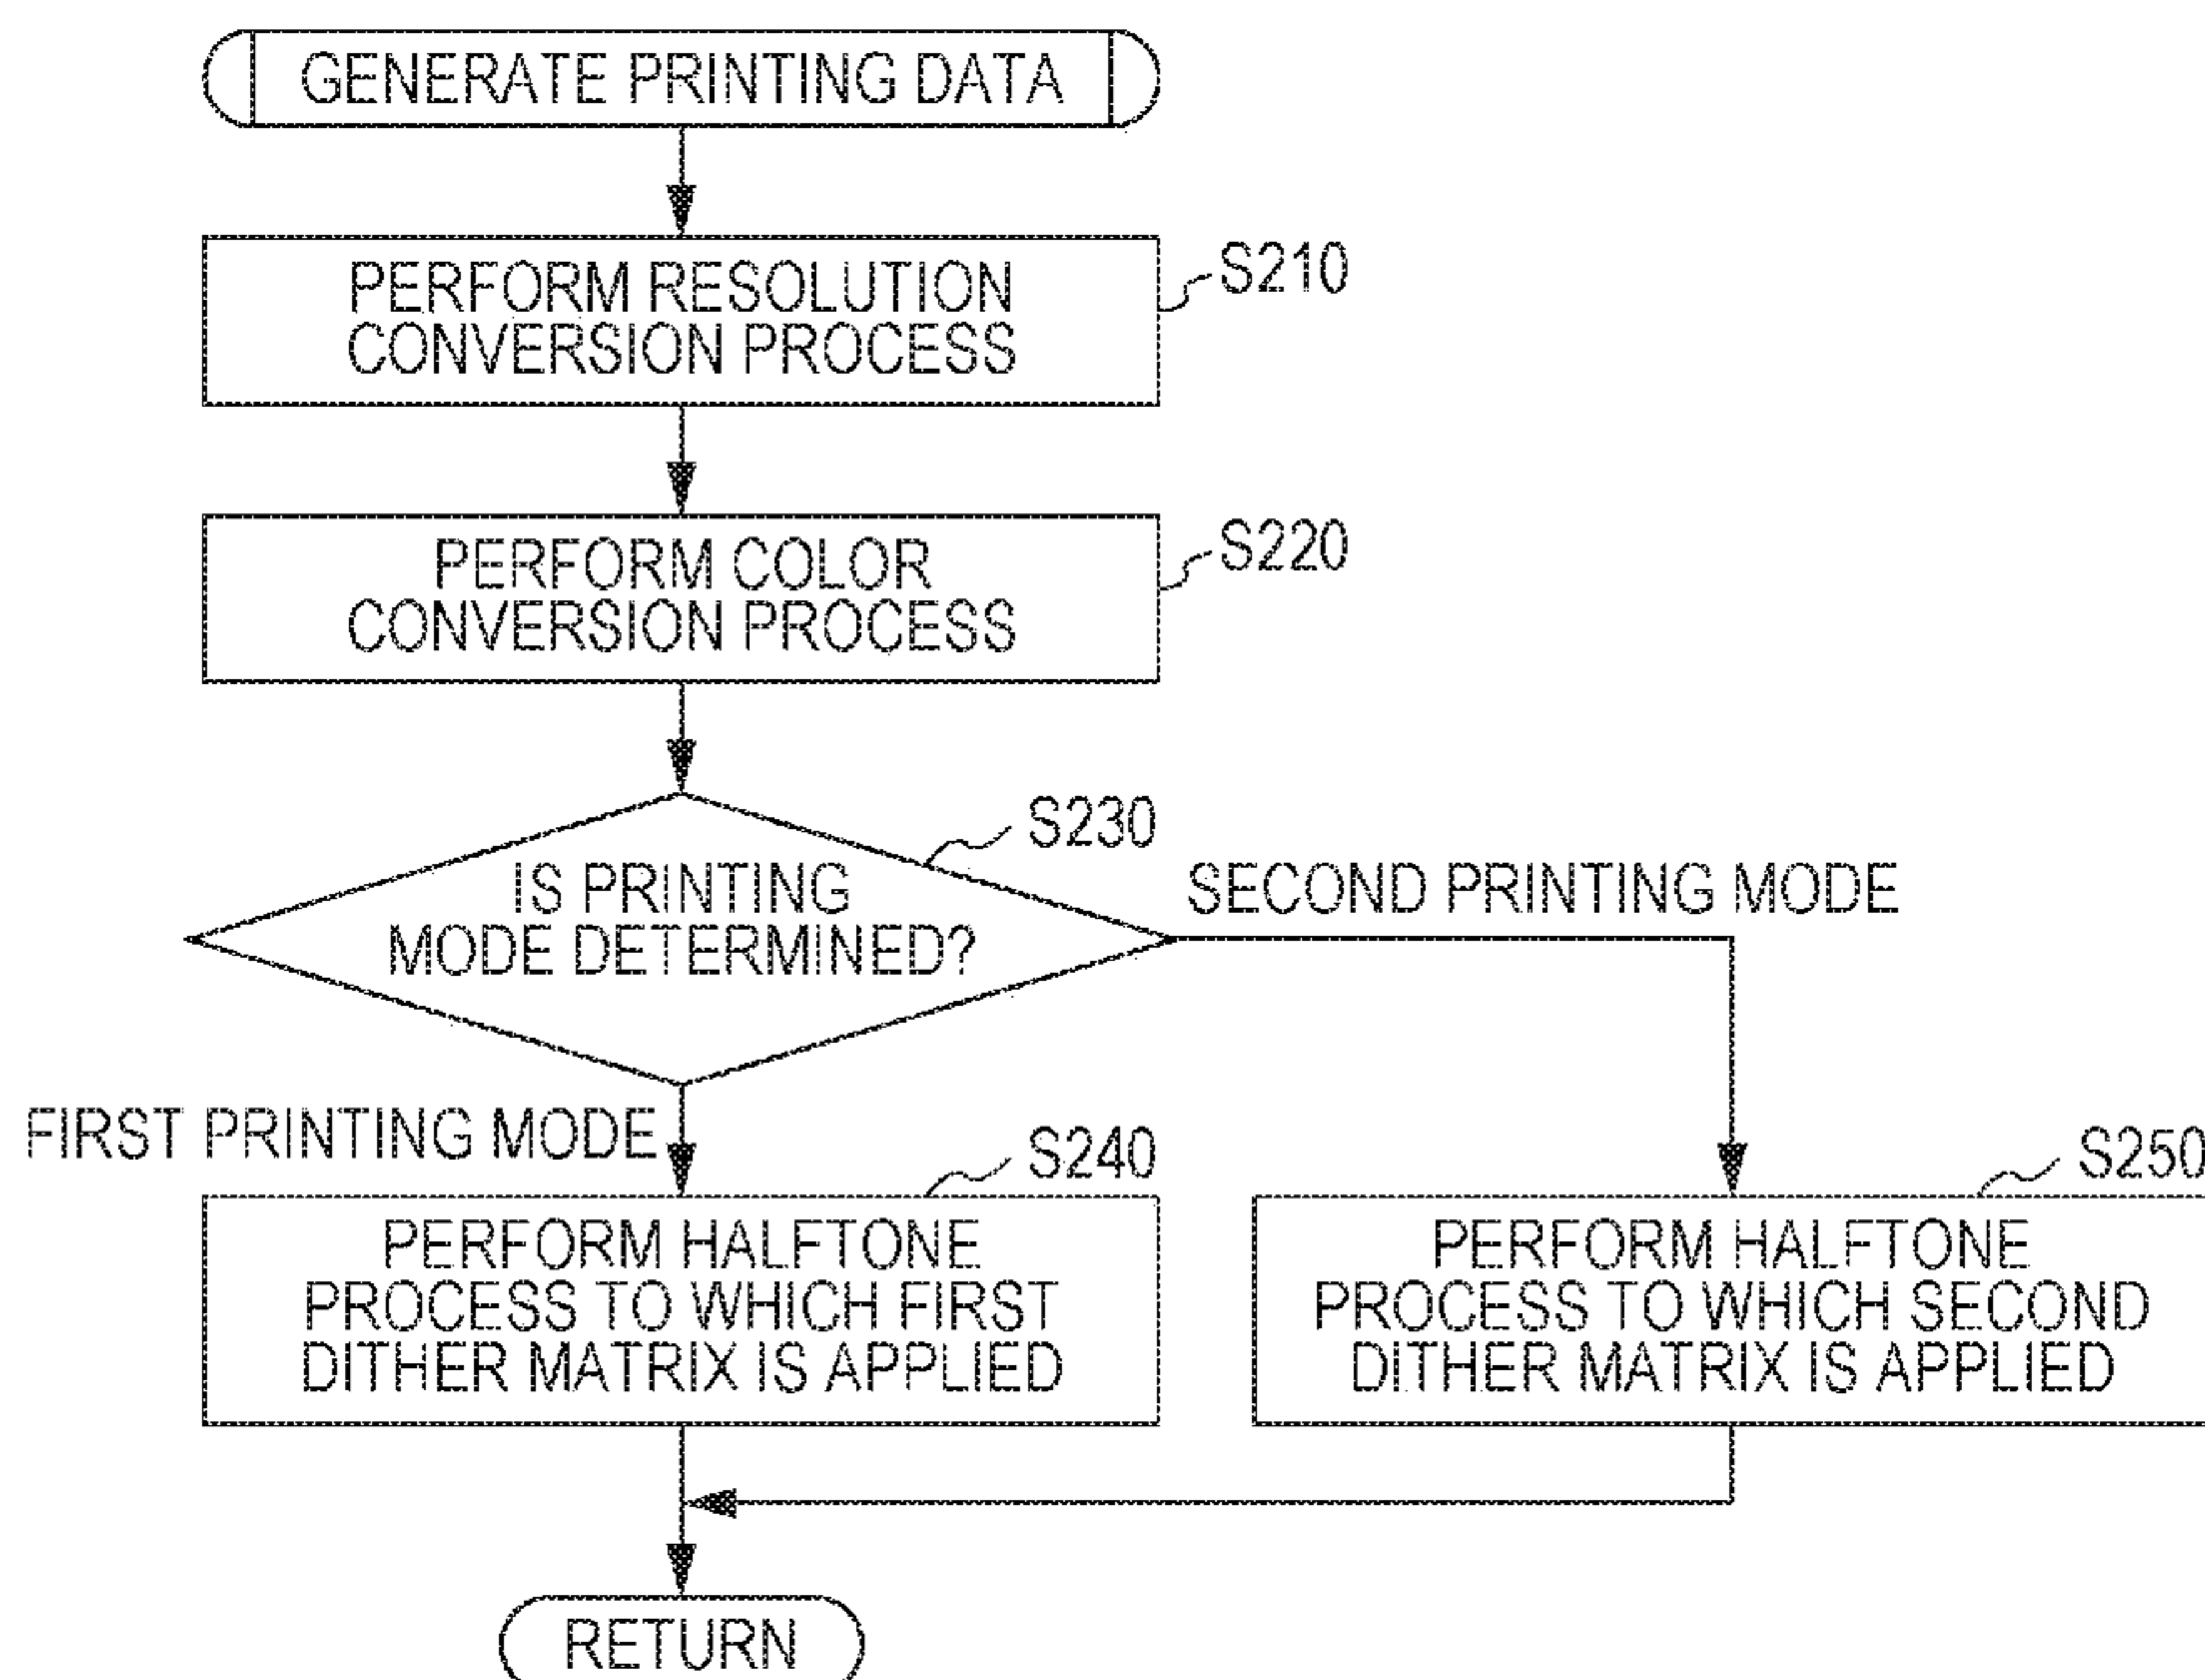 GENERATE PRINTING DATA
PERFORM RESOLUTION
CONVERSION PROCESS
S210
PERFORM COLOR
CONVERSION PROCESS
S220
IS PRINTING
MODE DETERMINED?
S230
SECOND PRINTING MODE
FIRST PRINTING MODE
PERFORM HALFTONE
PROCESS TO WHICH FIRST
DITHER MATRIX IS APPLIED
S240
PERFORM HALFTONE
PROCESS TO WHICH SECOND
DITHER MATRIX IS APPLIED
S250
RETURN